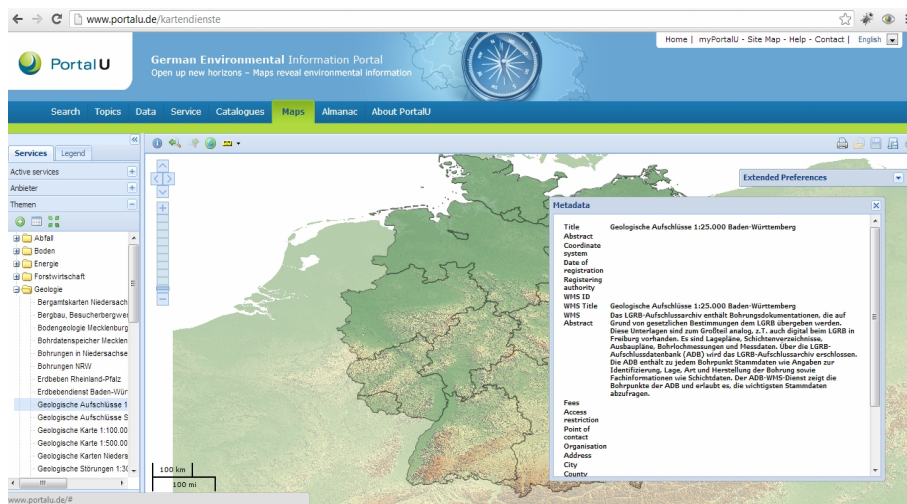 www.portalu.de/kartendienste
Home | myPortalU - Site Map - Help - Contact | English
PortalU
German Environmental Information Portal
Open up new horizons – Maps reveal environmental information
Search Topics Data Service Catalogues Maps Almanac About PortalU
Services Legend
Active services
Anbieter
Themen
Abfall
Boden
Energie
Forstwirtschaft
Geologie
Bergamtskarten Niedersach
Bergbau, Besucherbergwer
Bodengeologie Mecklenburg
Bohrdatenspeicher Mecklen
Bohrungen in Niedersachse
Bohrungen NRW
Erdbeben Rheinland-Pfalz
Erdbebendienst Baden-Wür
Geologische Aufschlüsse 1
Geologische Aufschlüsse S
Geologische Karte 1:100.00
Geologische Karte 1:500.00
Geologische Karten Nieders
Geologische Störungen 1:30
www.portalu.de/#
100 km
100 mi
Extended Preferences
Metadata
Title Geologische Aufschlüsse 1:25.000 Baden-Württemberg
Abstract
Coordinate
system
Date of
registration
Registering
authority
WMS ID
WMS Title Geologische Aufschlüsse 1:25.000 Baden-Württemberg
WMS Das LGRB-Aufschlussarchiv enthält Bohrungsdokumentationen, die auf
Abstract Grund von gesetzlichen Bestimmungen dem LGRB übergeben werden.
Diese Unterlagen sind zum Großteil analog, z.T. auch digital beim LGRB in
Freiburg vorhanden. Es sind Lagepläne, Schichtenverzeichnisse,
Ausbaupläne, Bohrlochmessungen und Messdaten. Über die LGRB-
Aufschlussdatenbank (ADB) wird das LGRB-Aufschlussarchiv erschlossen.
Die ADB enthält zu jedem Bohrpunkt Stammdaten wie Angaben zur
Identifizierung, Lage, Art und Herstellung der Bohrung sowie
Fachinformationen wie Schichtdaten. Der ADB-WMS-Dienst zeigt die
Bohrpunkte der ADB und erlaubt es, die wichtigsten Stammdaten
abzufragen.
Fees
Access
restriction
Point of
contact
Organisation
Address
City
County